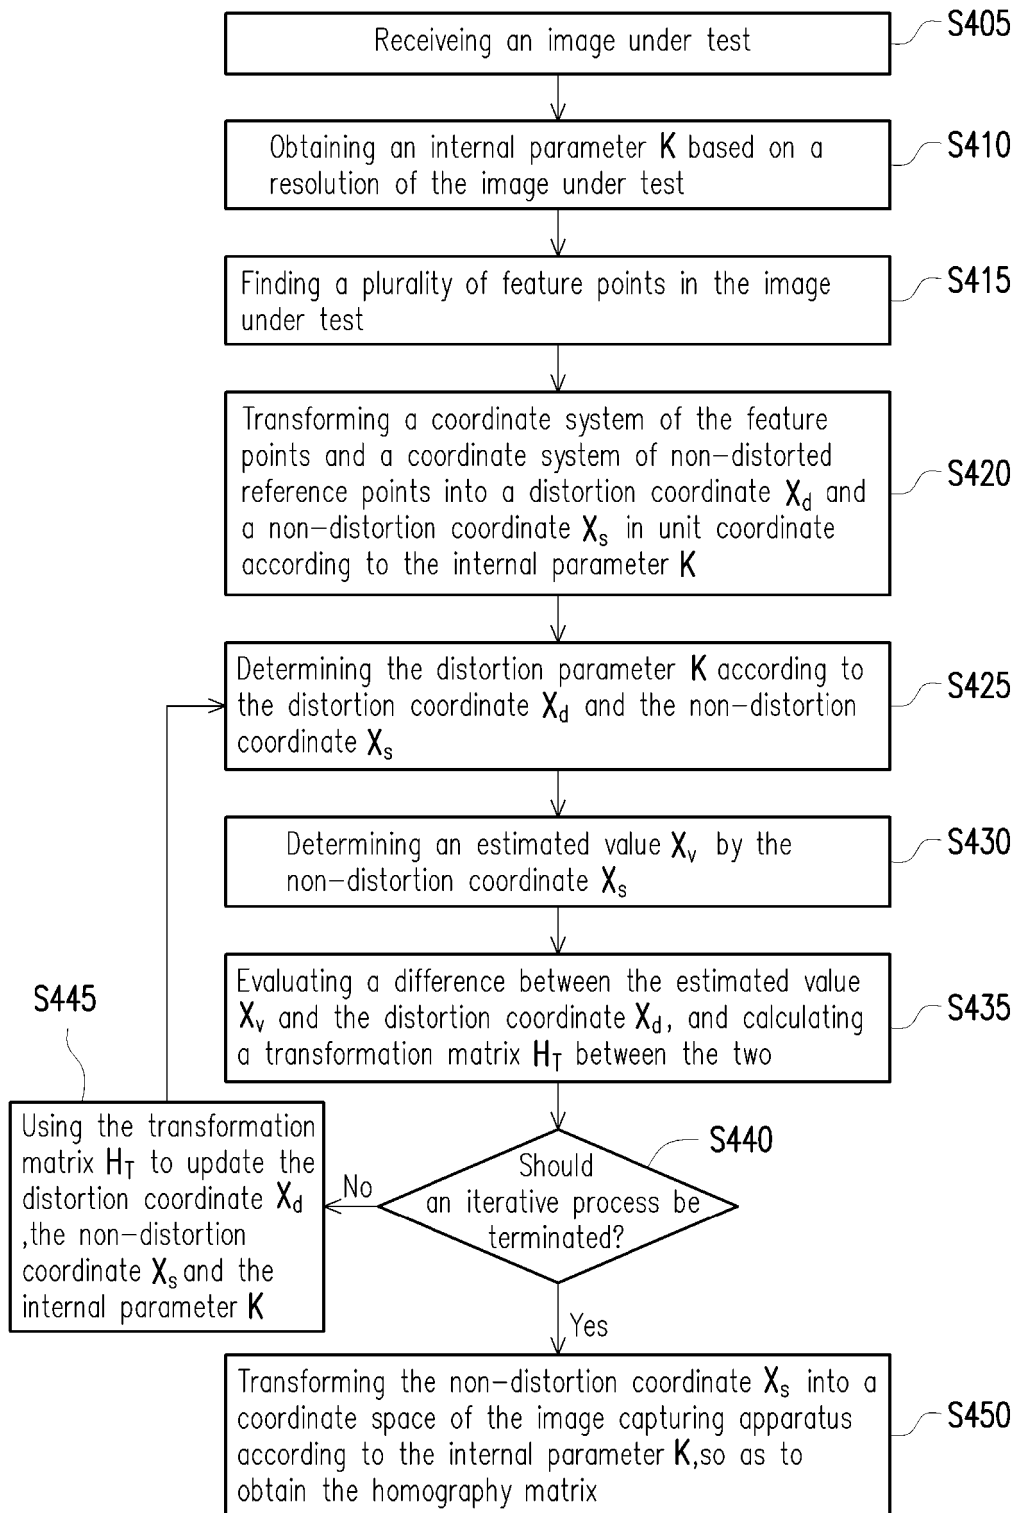 Receiveing an image under test
S405
Obtaining an internal parameter K based on a
resolution of the image under test
S410
Finding a plurality of feature points in the image
under test
S415
Transforming a coordinate system of the feature
points and a coordinate system of non-distorted
reference points into a distortion coordinate Xd and
a non-distortion coordinate Xs in unit coordinate
according to the internal parameter K
S420
Determining the distortion parameter K according to
the distortion coordinate Xd and the non-distortion
coordinate Xs
S425
Determining an estimated value Xv by the
non-distortion coordinate Xs
S430
Evaluating a difference between the estimated value
Xv and the distortion coordinate Xd, and calculating
a transformation matrix HT between the two
S435
Should
an iterative process be
terminated?
S440
No
S445
Using the transformation
matrix HT to update the
distortion coordinate Xd
,the non-distortion
coordinate Xs and the
internal parameter K
Yes
Transforming the non-distortion coordinate Xs into a
coordinate space of the image capturing apparatus
according to the internal parameter K,so as to
obtain the homography matrix
S450